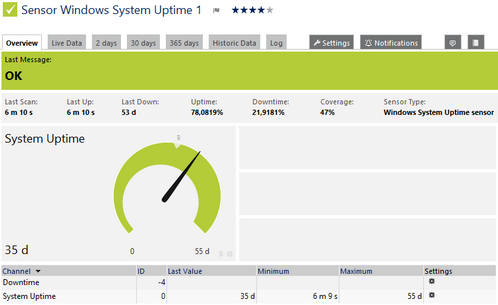 Sensor Windows System Uptime 1
Overview Live Data 2 days 30 days 365 days Historic Data Log Settings Notifications
Last Message:
OK
Last Scan: Last Up: Last Down: Uptime: Downtime: Coverage: Sensor Type:
6 m 10 s 6 m 10 s 53 d 78,0819% 21,9181% 47% Windows System Uptime sensor
System Uptime
35 d 0 55 d
Channel ID Last Value Minimum Maximum Settings
Downtime -4
System Uptime 0 35 d 6 m 9 s 55 d